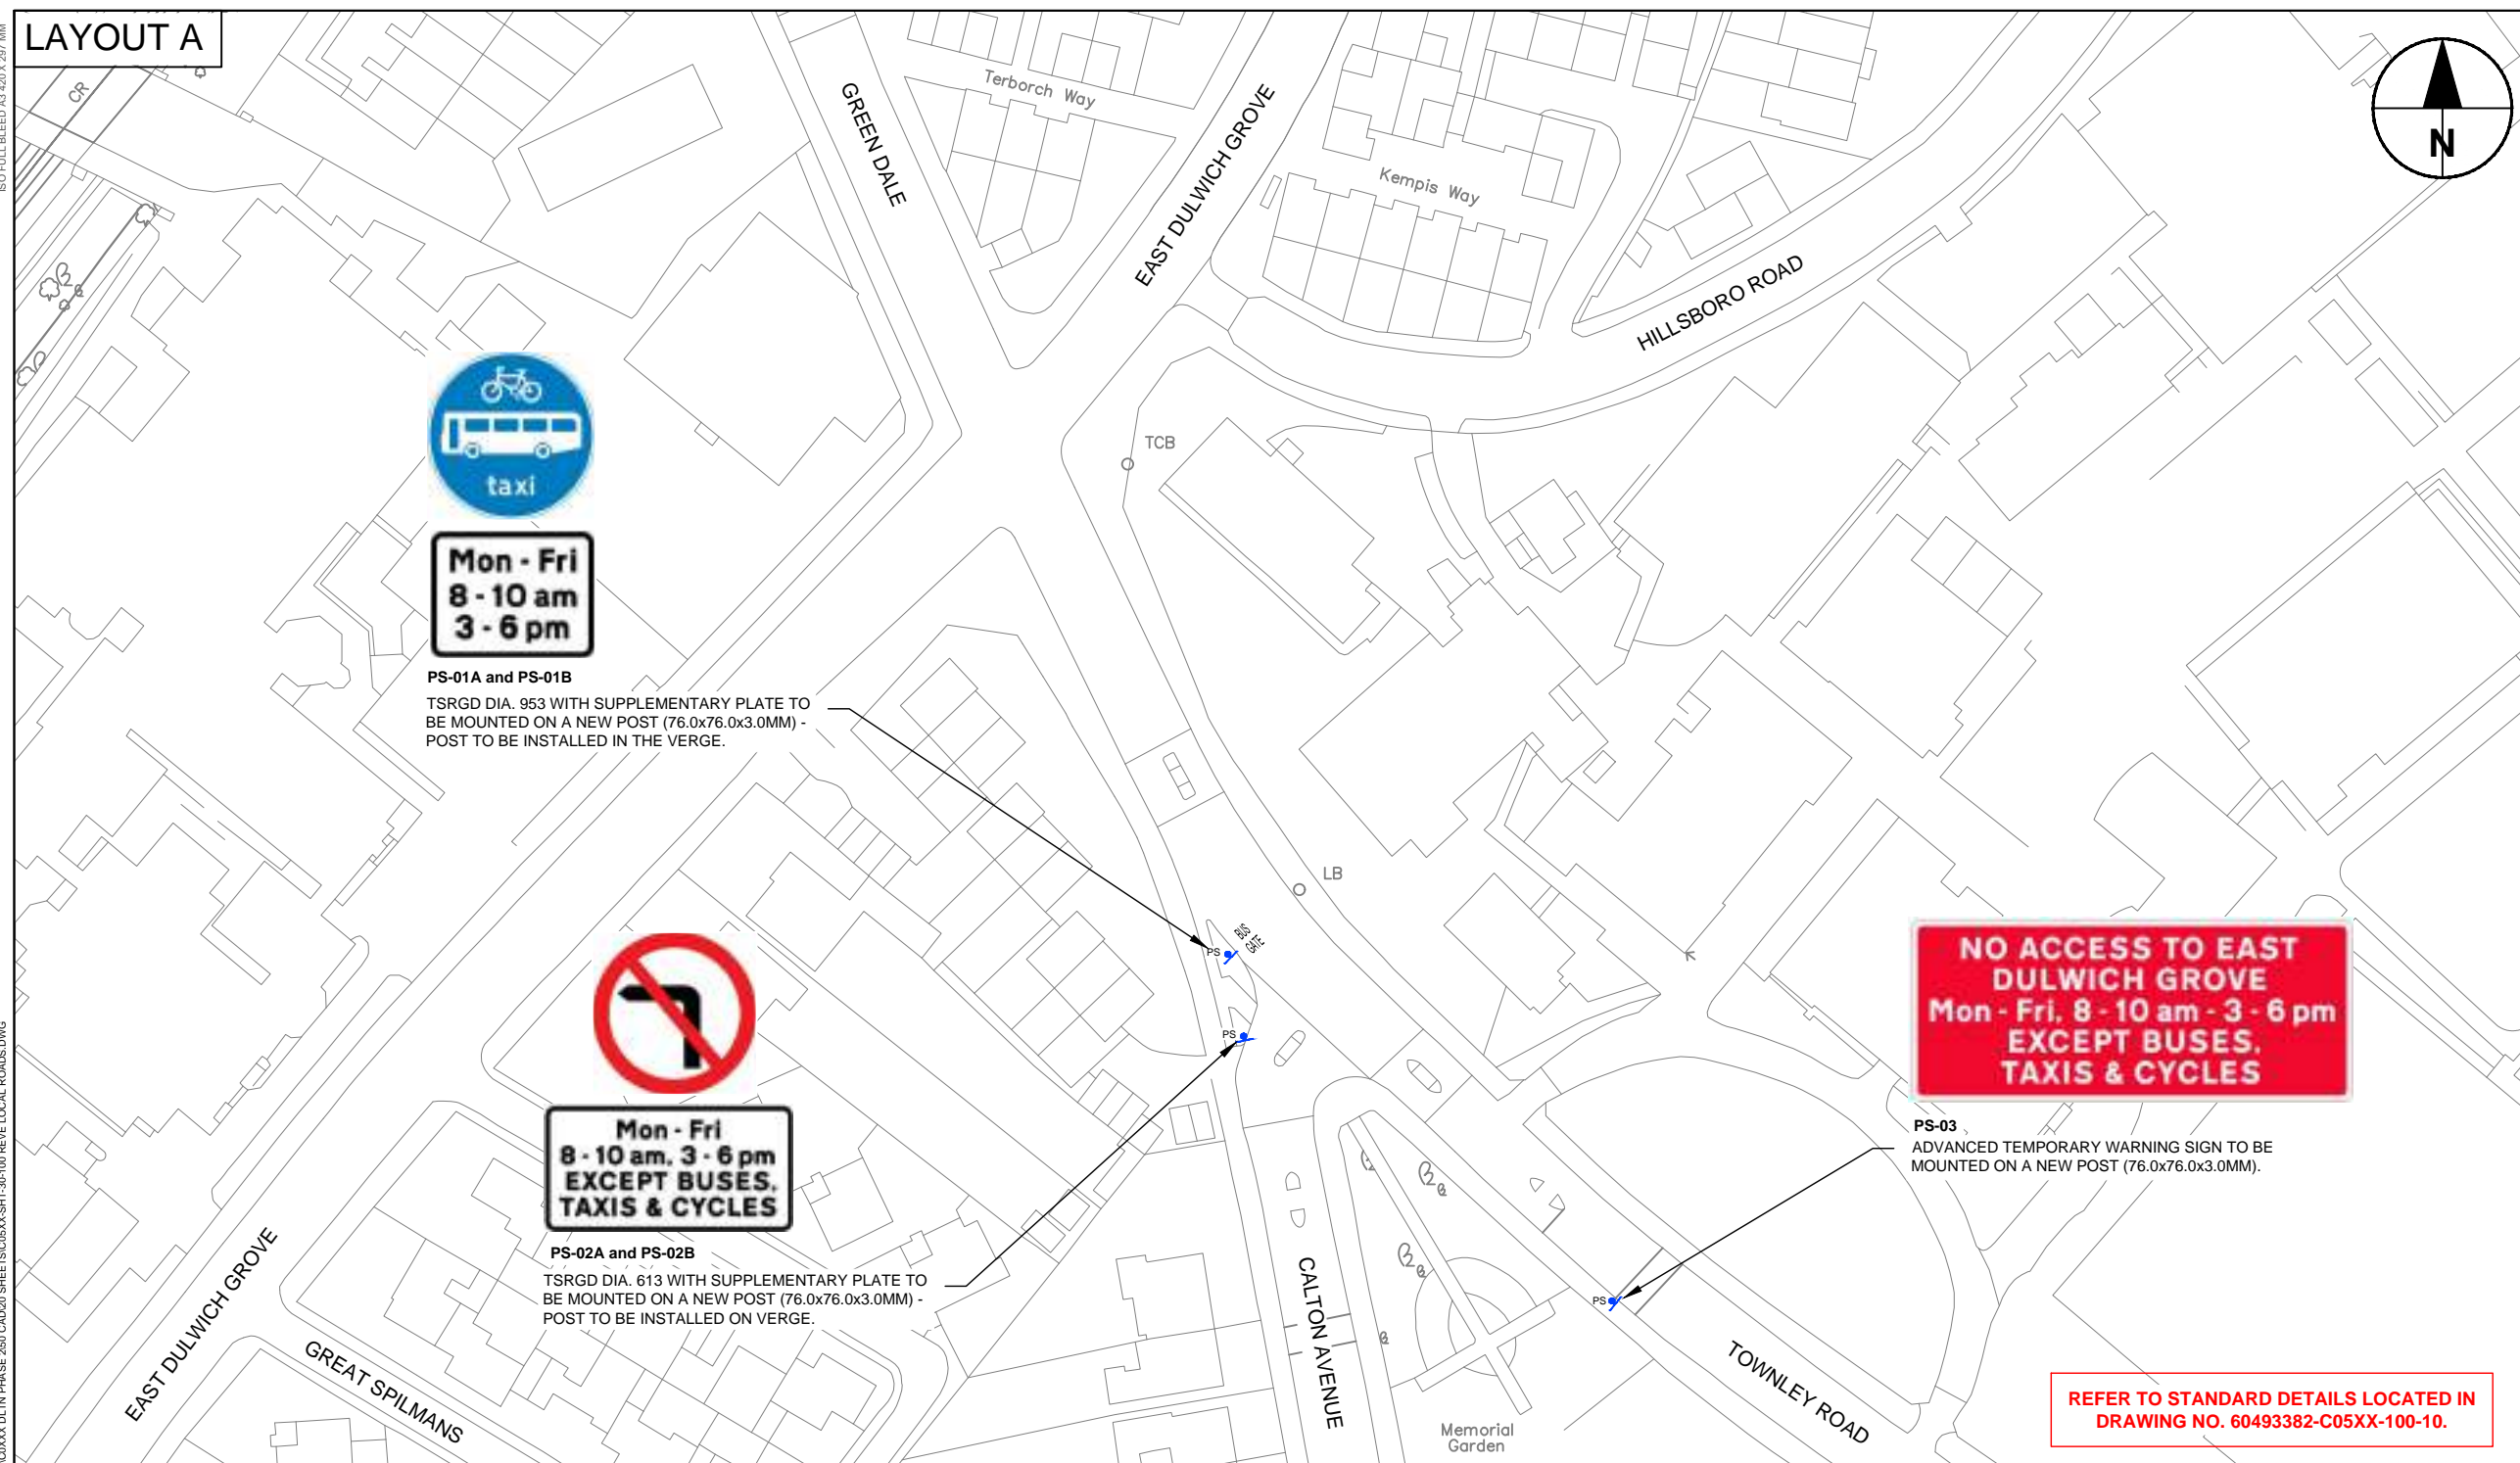 LAYOUT A
ISO FULL BLEED A3 420 X 297 MM
CR
GREEN DALE
Terborch Way
EAST DULWICH GROVE
Kempis Way
HILLSBORO ROAD
N
TCB
taxi
Mon - Fri
8 - 10 am
3 - 6 pm
PS-01A and PS-01B
TSRGD DIA. 953 WITH SUPPLEMENTARY PLATE TO
BE MOUNTED ON A NEW POST (76.0x76.0x3.0MM) -
POST TO BE INSTALLED IN THE VERGE.
LB
BUS
GATE
PS
PS
Mon - Fri
8 - 10 am, 3 - 6 pm
EXCEPT BUSES,
TAXIS & CYCLES
PS-02A and PS-02B
TSRGD DIA. 613 WITH SUPPLEMENTARY PLATE TO
BE MOUNTED ON A NEW POST (76.0x76.0x3.0MM) -
POST TO BE INSTALLED ON VERGE.
NO ACCESS TO EAST
DULWICH GROVE
Mon - Fri, 8 - 10 am - 3 - 6 pm
EXCEPT BUSES,
TAXIS & CYCLES
PS-03
ADVANCED TEMPORARY WARNING SIGN TO BE
MOUNTED ON A NEW POST (76.0x76.0x3.0MM).
PS
EAST DULWICH GROVE
GREAT SPILMANS
CALTON AVENUE
Memorial
Garden
TOWNLEY ROAD
REFER TO STANDARD DETAILS LOCATED IN
DRAWING NO. 60493382-C05XX-100-10.